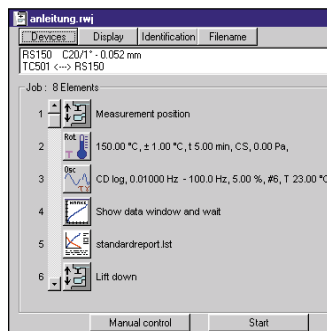 anleitung.rwj
Devices Display Identification Filename
RS150 C20/1° - 0.052 mm
TC501 <---> RS150
Job: 8 Elements
1 Measurement position
2 Rot. T 150.00 °C, ± 1.00 °C, t 5.00 min, CS, 0.00 Pa,
3 Osc T CD log, 0.01000 Hz - 100.0 Hz, 5.00 %, #6, T 23.00 °C
4 Show data window and wait
5 standardreport.lst
6 Lift down
Manual control Start